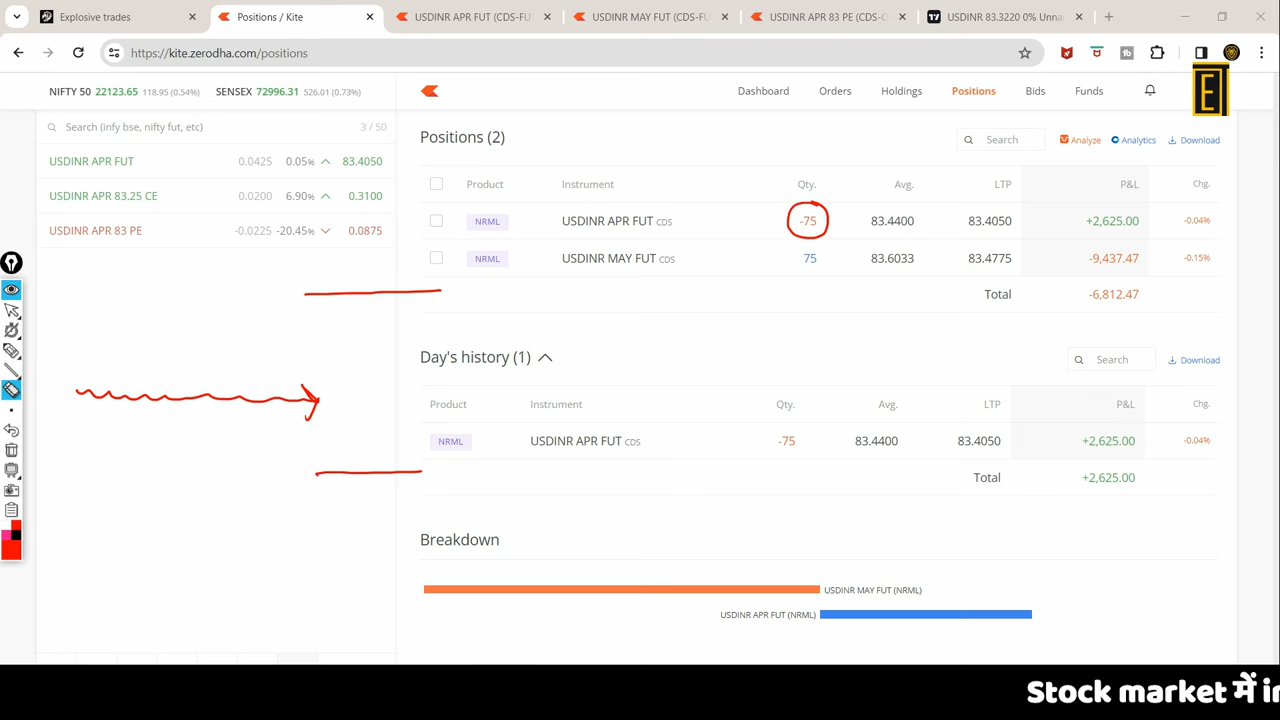 Explosive trades
Positions / Kite
USDINR APR FUT (CDS-FU
USDINR MAY FUT (CDS-FU
USDINR APR 83 PE (CDS-O
USDINR 83.3220 0% Unna
https://kite.zerodha.com/positions
NIFTY 50 22123.65 118.95 (0.54%) SENSEX 72996.31 526.01 (0.73%)
Dashboard Orders Holdings Positions Bids Funds
E
Search (infy bse, nifty fut, etc) 3 / 50
USDINR APR FUT 0.0425 0.05% 83.4050
USDINR APR 83.25 CE 0.0200 6.90% 0.3100
USDINR APR 83 PE -0.0225 -20.45% 0.0875
Positions (2) Search Analyze Analytics Download
Product Instrument Qty. Avg. LTP P&L Chg.
NRML USDINR APR FUT CDS -75 83.4400 83.4050 +2,625.00 -0.04%
NRML USDINR MAY FUT CDS 75 83.6033 83.4775 -9,437.47 -0.15%
Total -6,812.47
Day's history (1) Search Download
Product Instrument Qty. Avg. LTP P&L Chg.
NRML USDINR APR FUT CDS -75 83.4400 83.4050 +2,625.00 -0.04%
Total +2,625.00
Breakdown
USDINR MAY FUT (NRML)
USDINR APR FUT (NRML)
Stock market में in